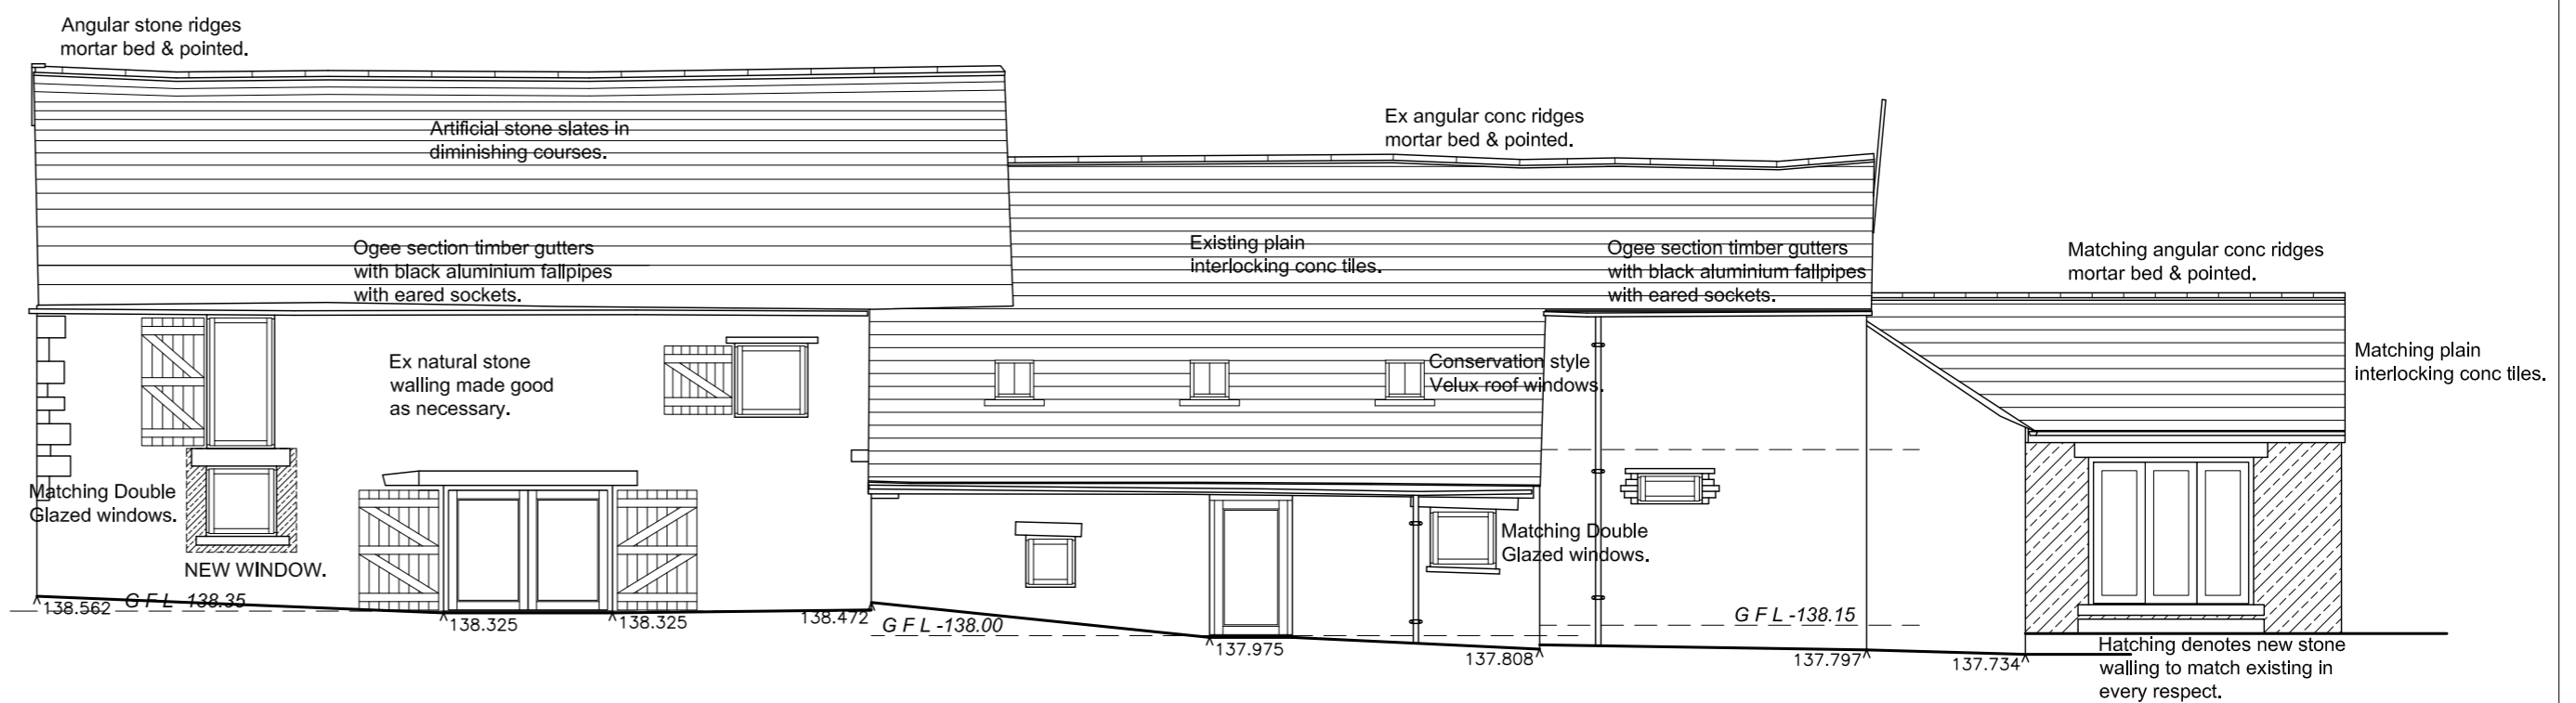 Angular stone ridges
mortar bed & pointed.
Artificial stone slates in
diminishing courses.
Ex angular conc ridges
mortar bed & pointed.
Ogee section timber gutters
with black aluminium fallpipes
with eared sockets.
Existing plain
interlocking conc tiles.
Ogee section timber gutters
with black aluminium fallpipes
with eared sockets.
Matching angular conc ridges
mortar bed & pointed.
Ex natural stone
walling made good
as necessary.
Conservation style
Velux roof windows.
Matching plain
interlocking conc tiles.
Matching Double
Glazed windows.
NEW WINDOW.
Matching Double
Glazed windows.
138.562
G F L -138.35
138.325
138.325
138.472
G F L -138.00
137.975
137.808
G F L -138.15
137.797
137.734
Hatching denotes new stone
walling to match existing in
every respect.